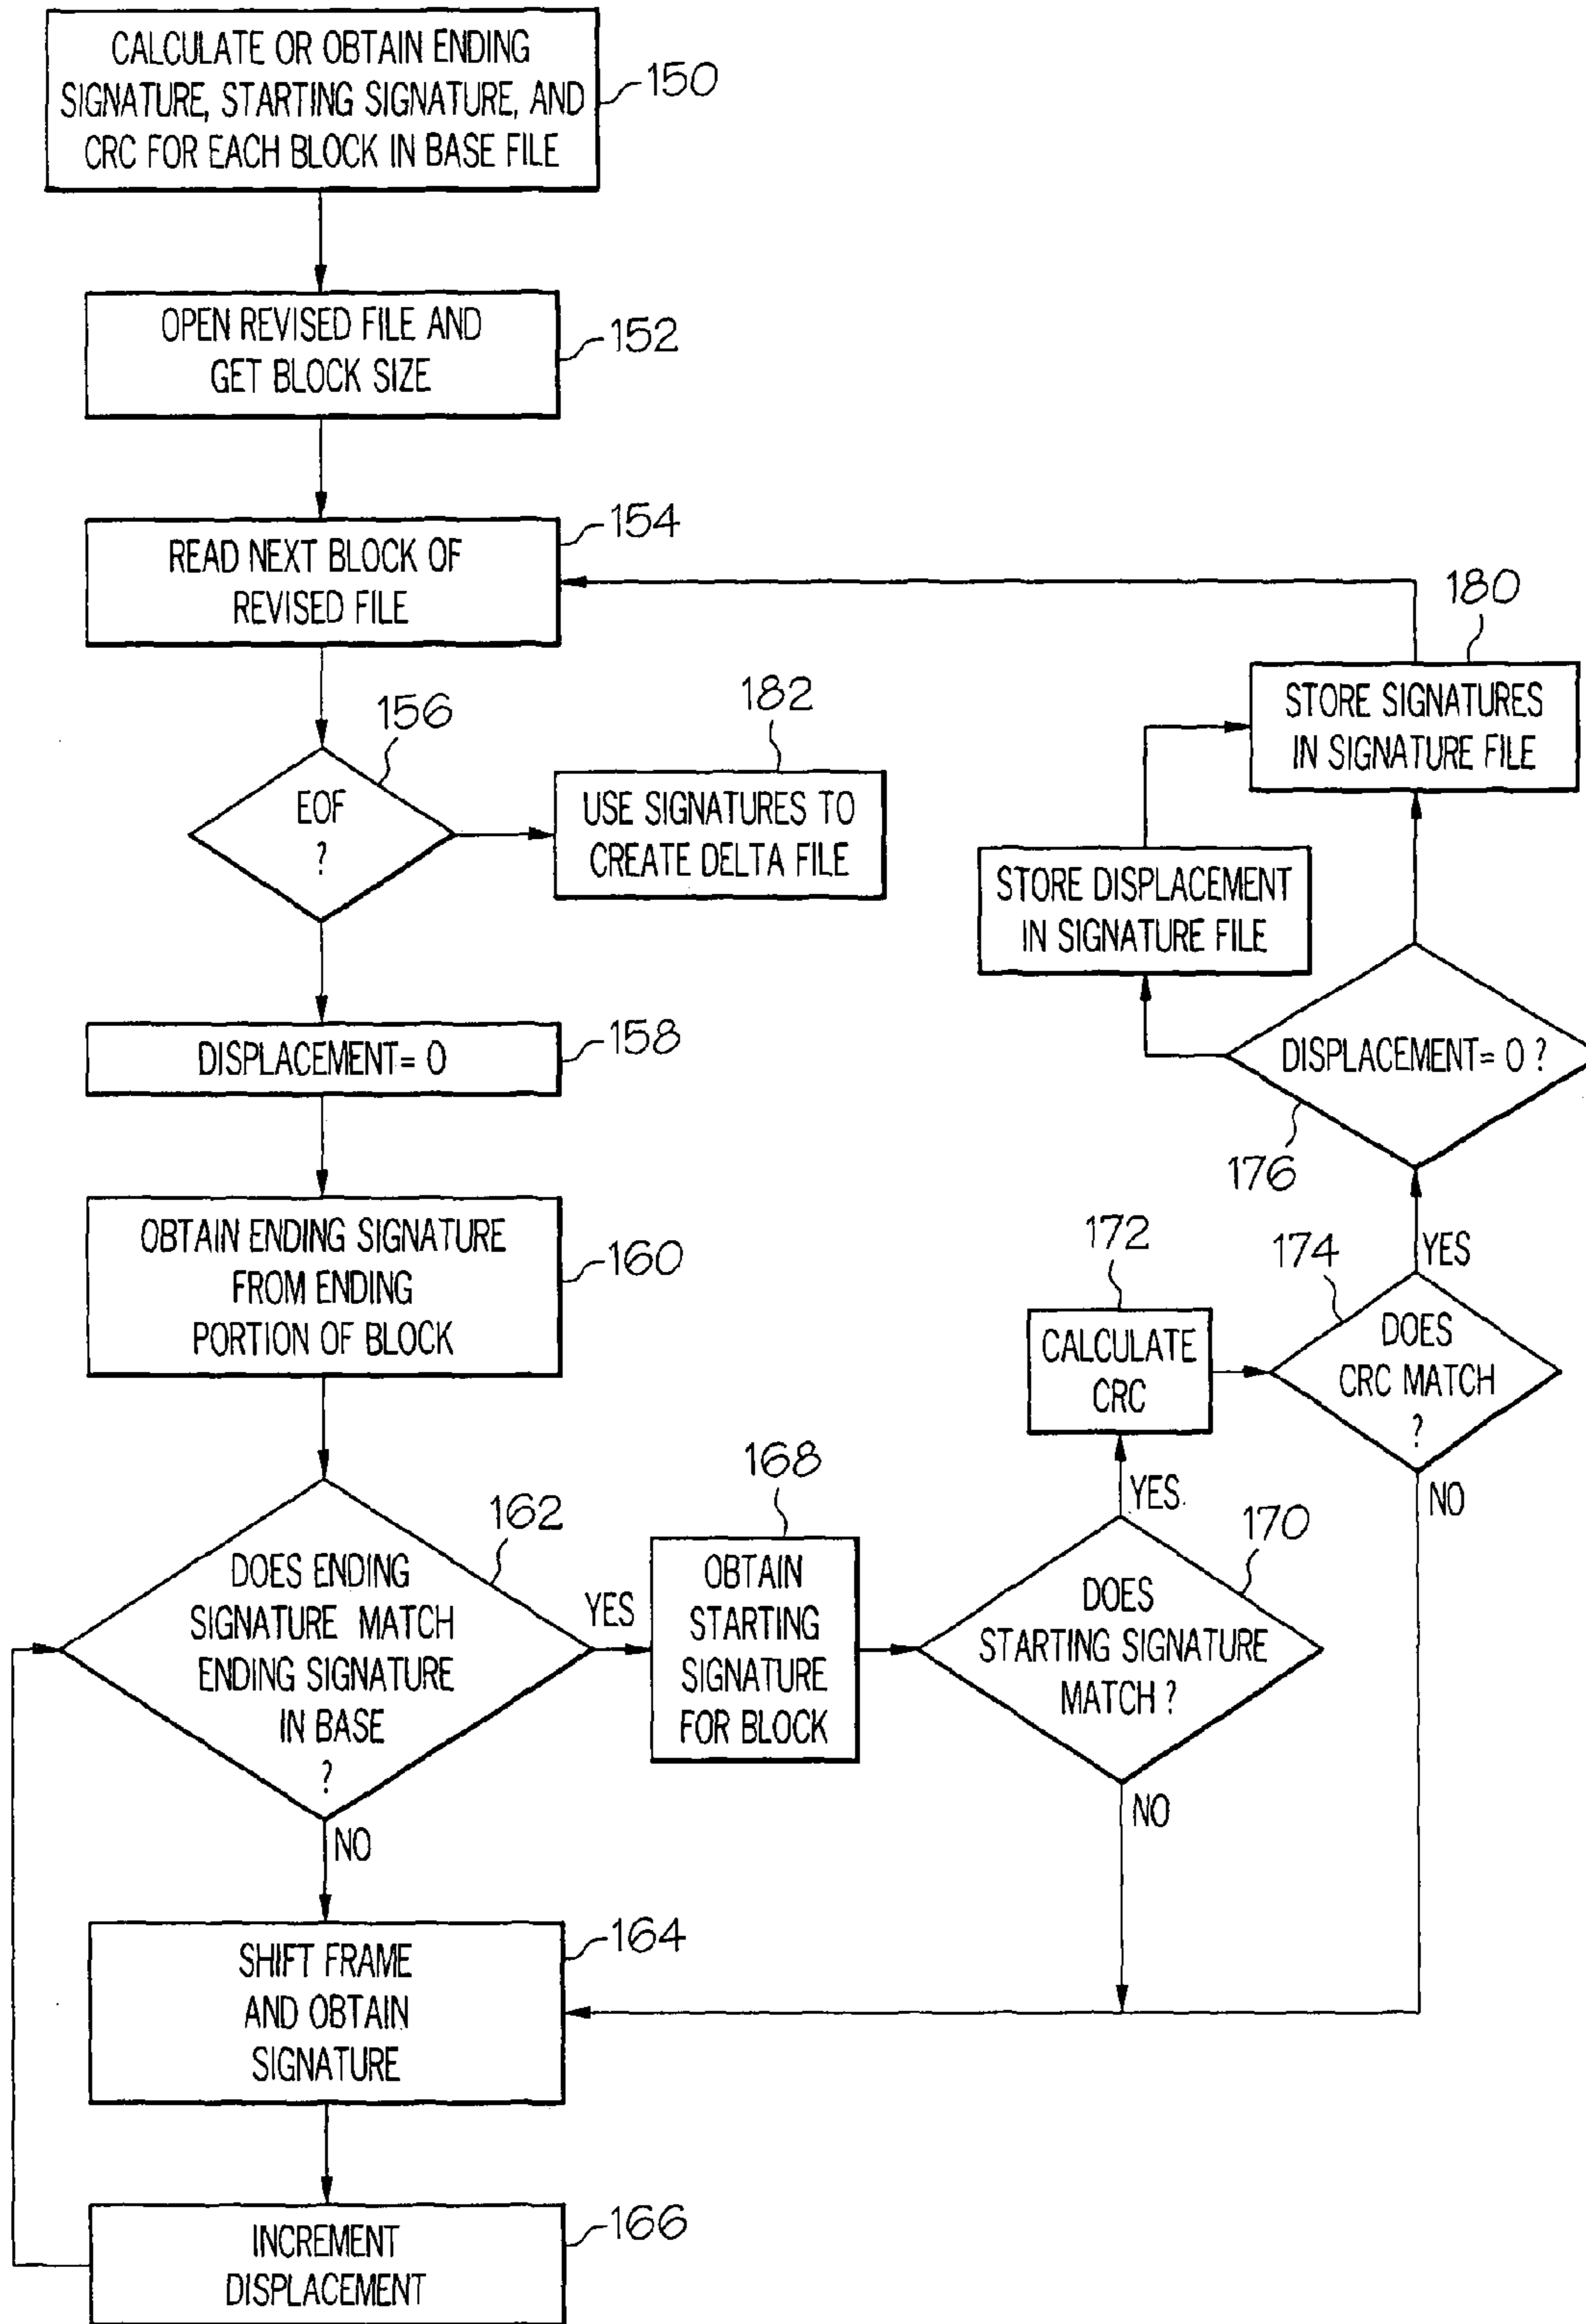 CALCULATE OR OBTAIN ENDING
SIGNATURE, STARTING SIGNATURE, AND
CRC FOR EACH BLOCK IN BASE FILE
150
OPEN REVISED FILE AND
GET BLOCK SIZE
152
READ NEXT BLOCK OF
REVISED FILE
154
156
EOF
?
182
USE SIGNATURES TO
CREATE DELTA FILE
180
STORE SIGNATURES
IN SIGNATURE FILE
STORE DISPLACEMENT
IN SIGNATURE FILE
DISPLACEMENT= 0 ?
176
DISPLACEMENT= 0
158
OBTAIN ENDING SIGNATURE
FROM ENDING
PORTION OF BLOCK
160
172
CALCULATE
CRC
174
YES
DOES
CRC MATCH
?
NO
162
DOES ENDING
SIGNATURE MATCH
ENDING SIGNATURE
IN BASE
?
YES
NO
168
OBTAIN
STARTING
SIGNATURE
FOR BLOCK
YES
170
DOES
STARTING SIGNATURE
MATCH ?
NO
SHIFT FRAME
AND OBTAIN
SIGNATURE
164
INCREMENT
DISPLACEMENT
166